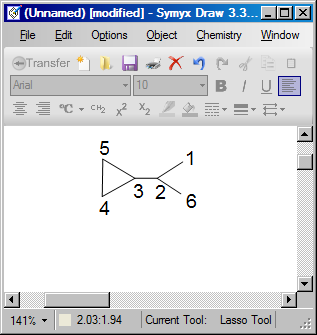 (Unnamed) [modified] - Symyx Draw 3.3...
File Edit Options Object Chemistry Window
Transfer
Arial 10
°C CH2 X² X₂
5
1
3 2
4 6
141% 2.03:1.94 Current Tool: Lasso Tool